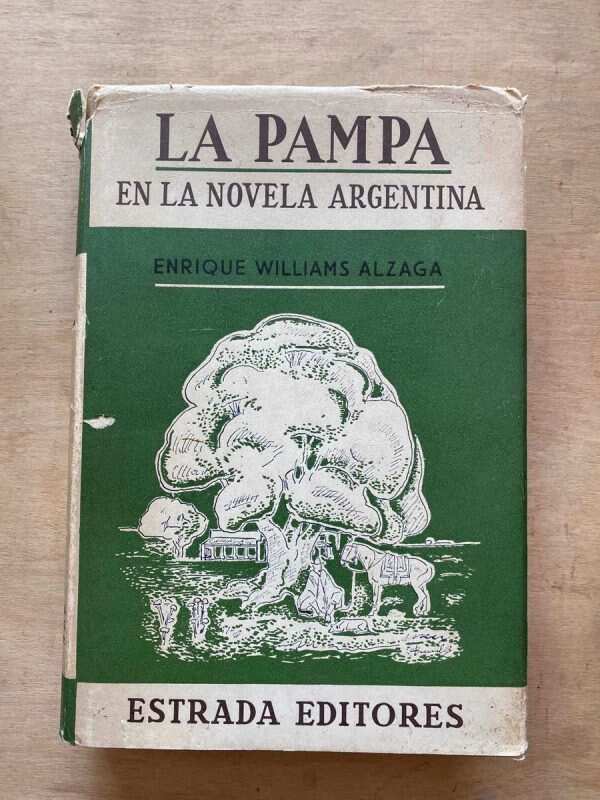 LA PAMPA
EN LA NOVELA ARGENTINA
ENRIQUE WILLIAMS ALZAGA
ESTRADA EDITORES